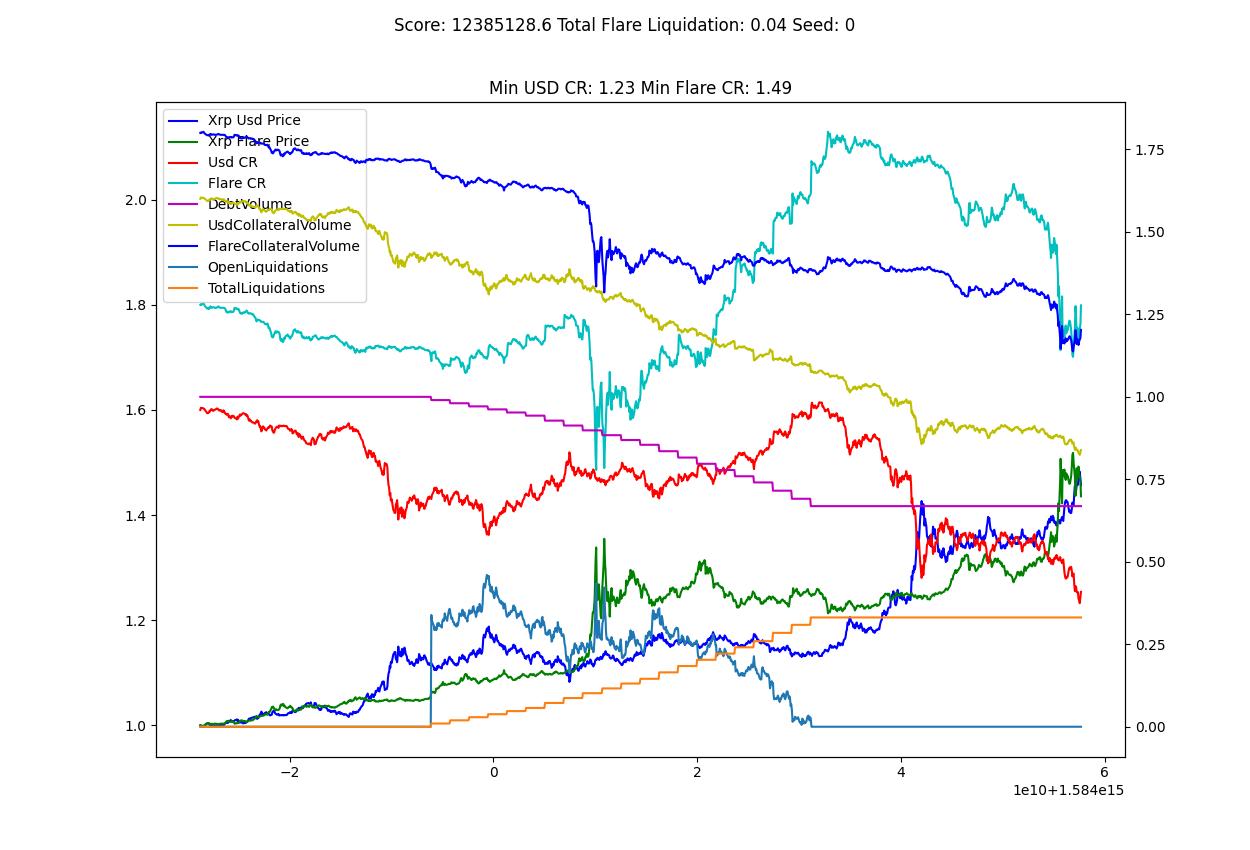 Score: 12385128.6 Total Flare Liquidation: 0.04 Seed: 0
Min USD CR: 1.23 Min Flare CR: 1.49
Xrp Usd Price
Xrp Flare Price
Usd CR
Flare CR
DebtVolume
UsdCollateralVolume
FlareCollateralVolume
OpenLiquidations
TotalLiquidations
2.0
1.8
1.6
1.4
1.2
1.0
1.75
1.50
1.25
1.00
0.75
0.50
0.25
0.00
−2 0 2 4 6
1e10+1.584e15